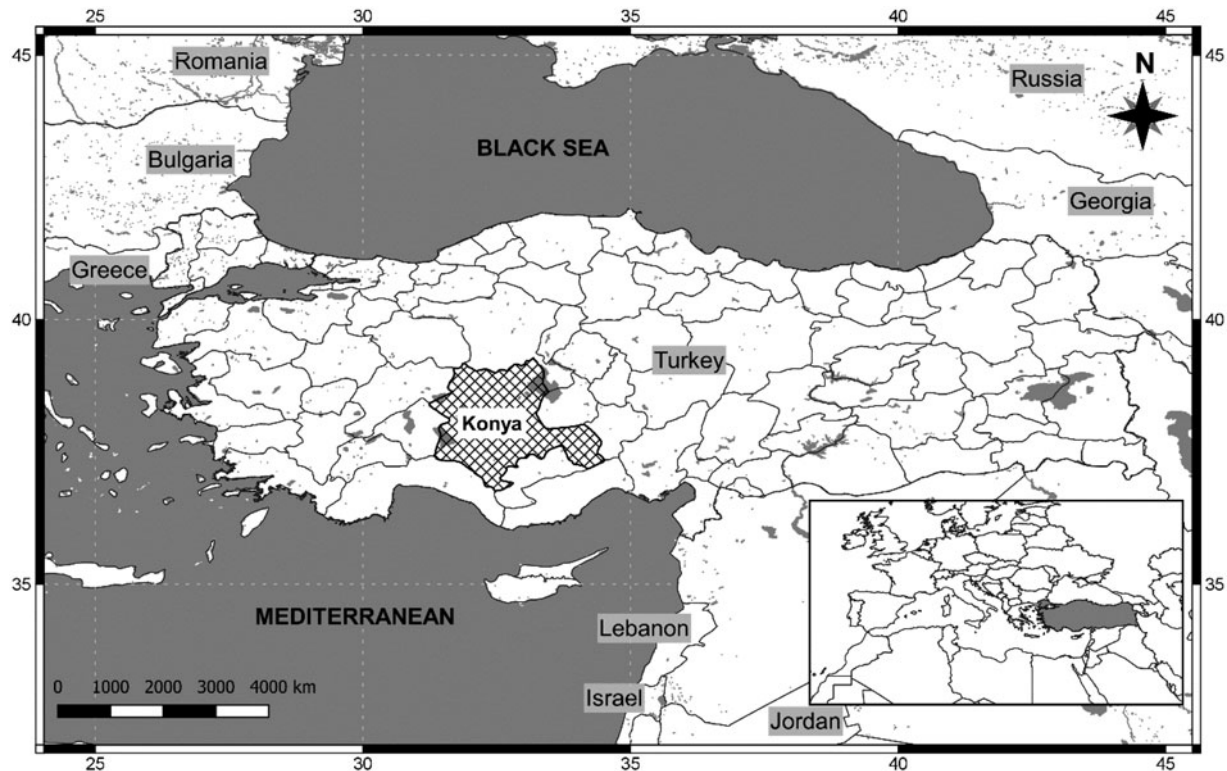 25 30 35 40 45
45 45
Romania
Russia
N
BLACK SEA
Bulgaria
Georgia
Greece
40 40
Turkey
Konya
35 35
MEDITERRANEAN
Lebanon
0 1000 2000 3000 4000 km
Israel
Jordan
25 30 35 40 45